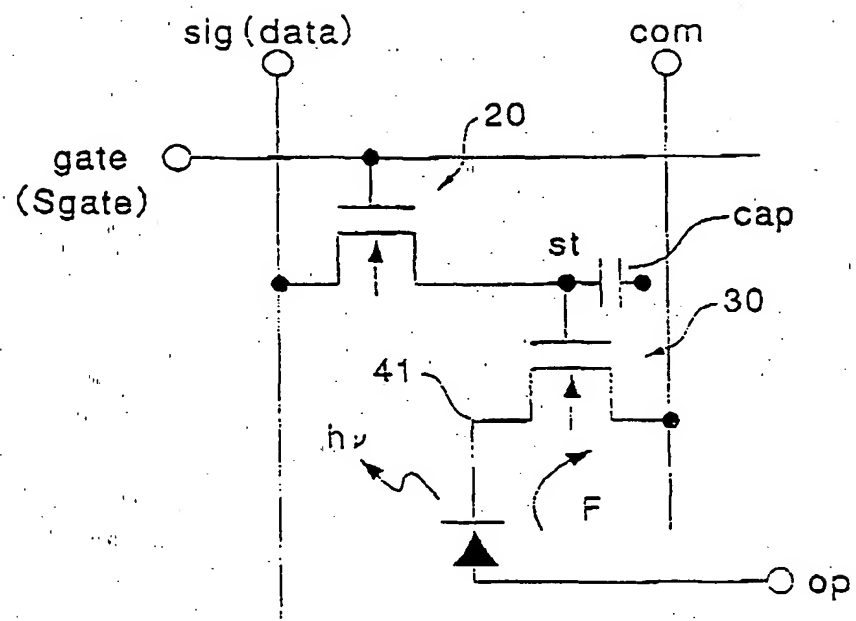 sig (data)
com
20
gate
(Sgate)
cap
st
30
41
hν
F
op